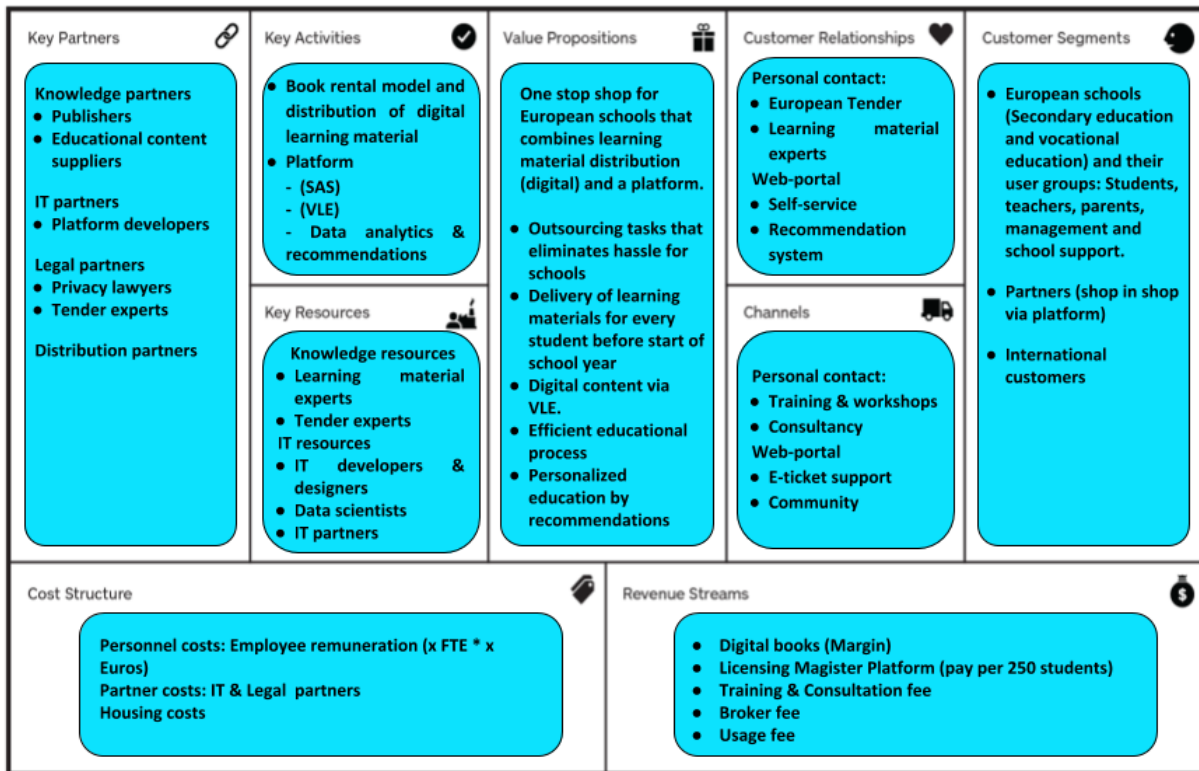 Key Partners
Knowledge partners
● Publishers
● Educational content
suppliers
IT partners
● Platform developers
Legal partners
● Privacy lawyers
● Tender experts
Distribution partners
Key Activities
● Book rental model and
distribution of digital
learning material
● Platform
- (SAS)
- (VLE)
- Data analytics &
recommendations
Key Resources
Knowledge resources
● Learning material
experts
● Tender experts
IT resources
● IT developers &
designers
● Data scientists
● IT partners
Value Propositions
One stop shop for
European schools that
combines learning
material distribution
(digital) and a platform.
● Outsourcing tasks that
eliminates hassle for
schools
● Delivery of learning
materials for every
student before start of
school year
● Digital content via
VLE.
● Efficient educational
process
● Personalized
education by
recommendations
Customer Relationships
Personal contact:
● European Tender
● Learning material
experts
Web-portal
● Self-service
● Recommendation
system
Channels
Personal contact:
● Training & workshops
● Consultancy
Web-portal
● E-ticket support
● Community
Customer Segments
● European schools
(Secondary education
and vocational
education) and their
user groups: Students,
teachers, parents,
management and
school support.
● Partners (shop in shop
via platform)
● International
customers
Cost Structure
Personnel costs: Employee remuneration (x FTE * x
Euros)
Partner costs: IT & Legal partners
Housing costs
Revenue Streams
$
● Digital books (Margin)
● Licensing Magister Platform (pay per 250 students)
● Training & Consultation fee
● Broker fee
● Usage fee